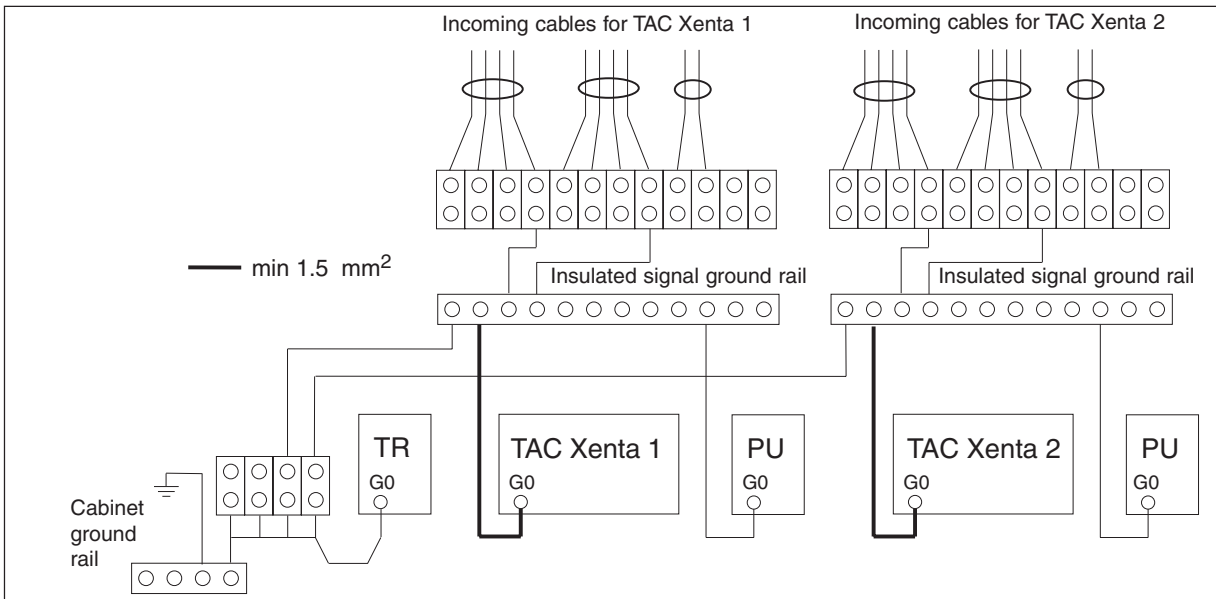 Incoming cables for TAC Xenta 1
Incoming cables for TAC Xenta 2
min 1.5 mm²
Insulated signal ground rail
Insulated signal ground rail
TR
G0
TAC Xenta 1
G0
PU
G0
TAC Xenta 2
G0
PU
G0
Cabinet
ground
rail